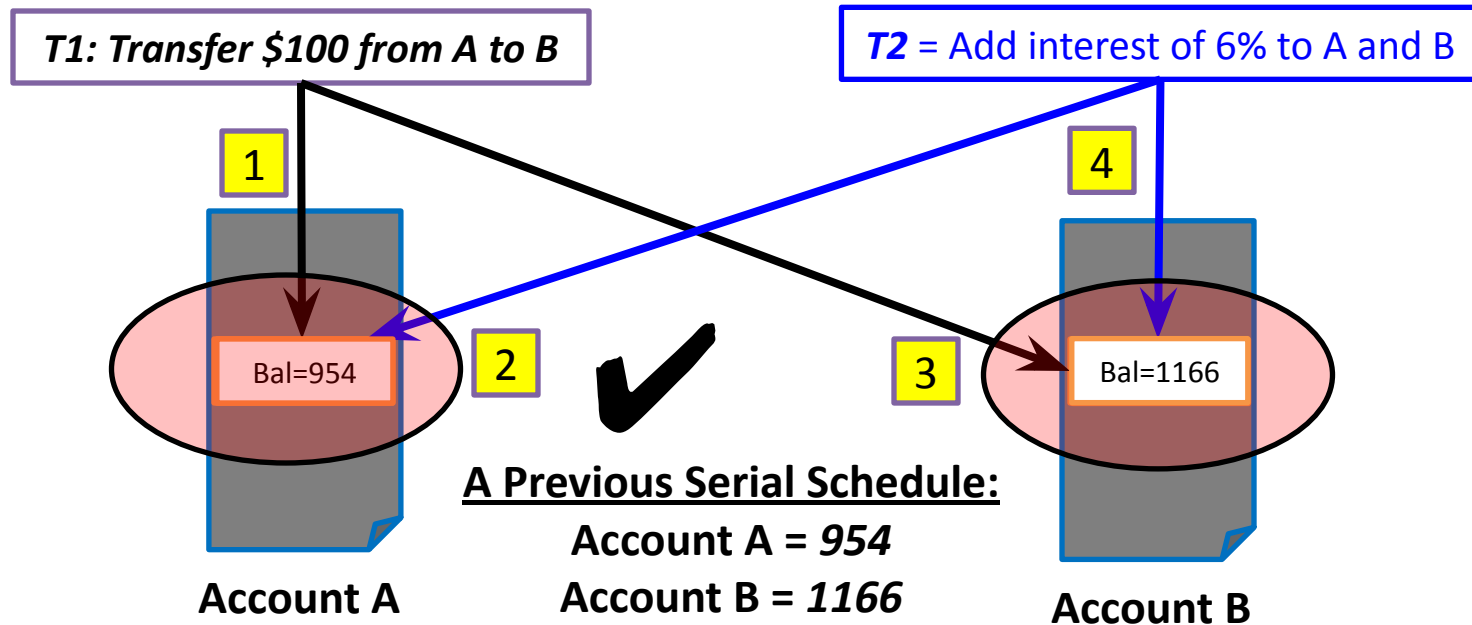 T1: Transfer $100 from A to B
T2 = Add interest of 6% to A and B
1
4
Bal=954
2
3
Bal=1166
A Previous Serial Schedule:
Account A = 954
Account B = 1166
Account A
Account B